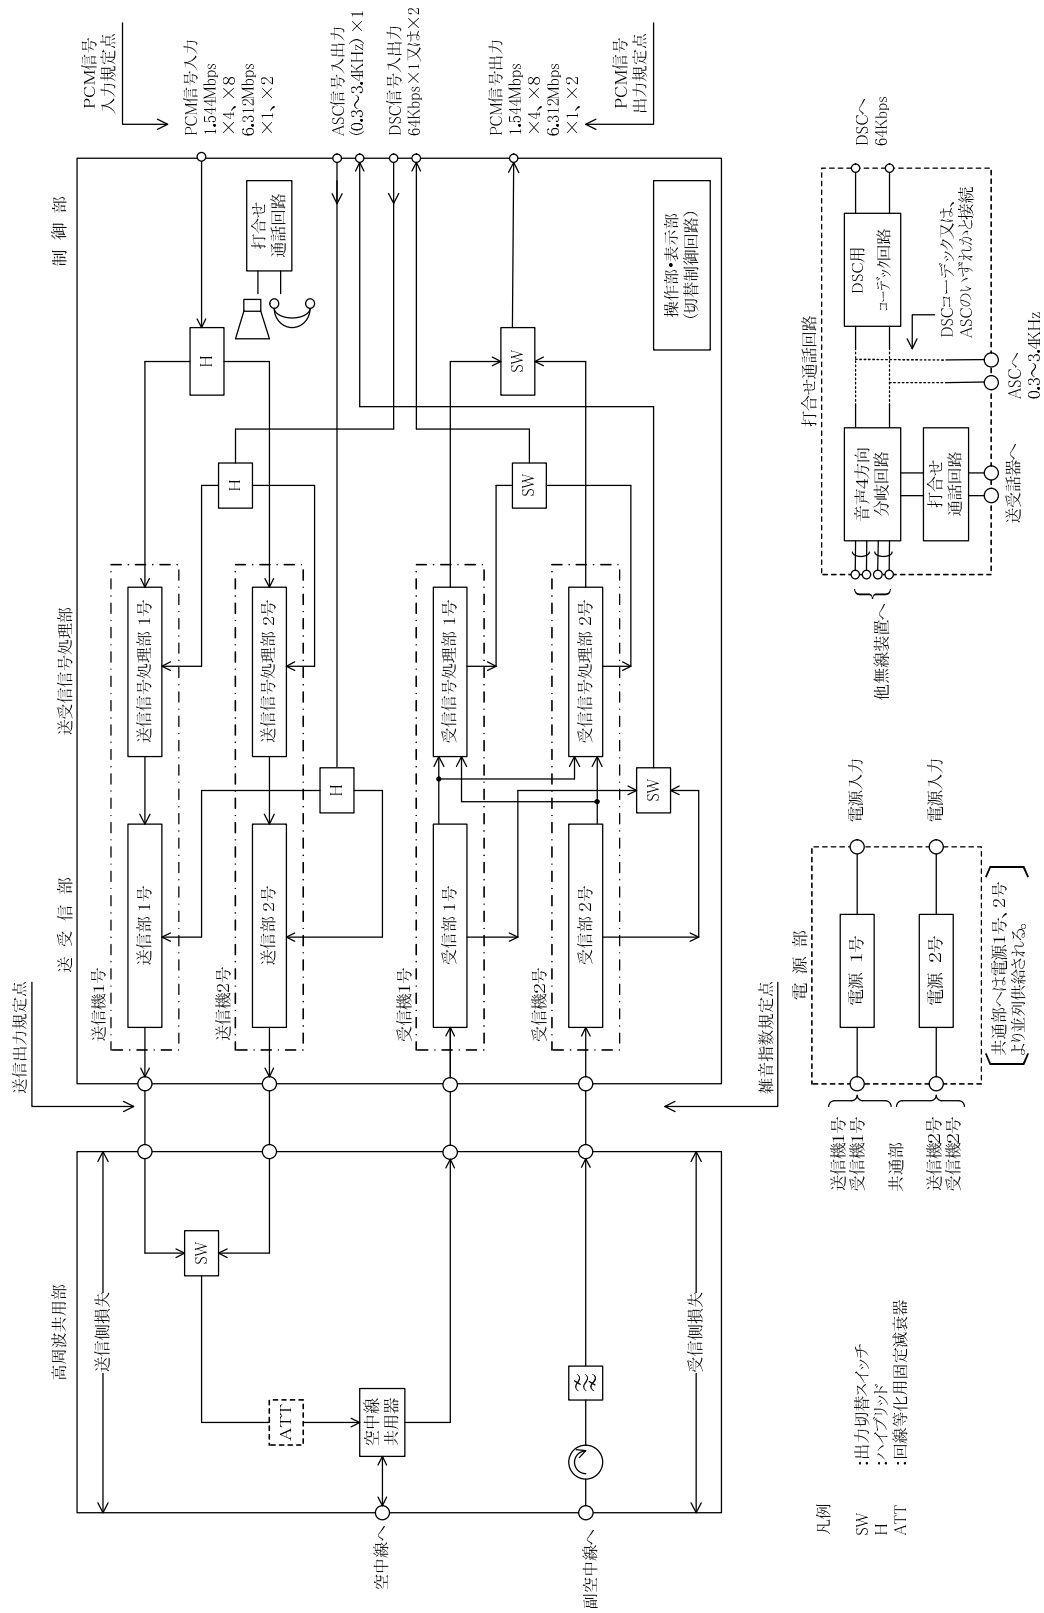 PCM信号
入力規定点
PCM信号入力
1.544Mbps
×4、×8
6.312Mbps
×1、×2
ASC信号入出力
(0.3～3.4KHz) ×1
DSC信号入出力
64Kbps×1又は×2
PCM信号出力
1.544Mbps
×4、×8
6.312Mbps
×1、×2
PCM信号
出力規定点
高周波共用部
送信側損失
SW
ATT
空中線
共用器
空中線へ
副空中線へ
受信側損失
送信出力規定点
雑音指数規定点
送受信部
送受信信号処理部
制御部
送信機1号
送信部 1号
送信信号処理部 1号
送信機2号
送信部 2号
送信信号処理部 2号
H
H
H
打合せ
通話回路
受信機1号
受信部 1号
受信信号処理部 1号
受信機2号
受信部 2号
受信信号処理部 2号
SW
SW
SW
操作部・表示部
(切替制御回路)
凡例
SW :出力切替スイッチ
H :ハイブリッド
ATT :回線等化用固定減衰器
電源部
送信機1号
受信機1号
共通部
送信機2号
受信機2号
電源 1号
電源入力
電源 2号
電源入力
共通部へは電源1号、2号
より並列供給される。
打合せ通話回路
他無線装置へ
音声4方向
分岐回路
打合せ
通話回路
送受話器へ
DSC用
コーデック回路
DSCへ
64Kbps
DSCコーデック又は、
ASCのいずれかと接続
ASCへ
0.3～3.4KHz